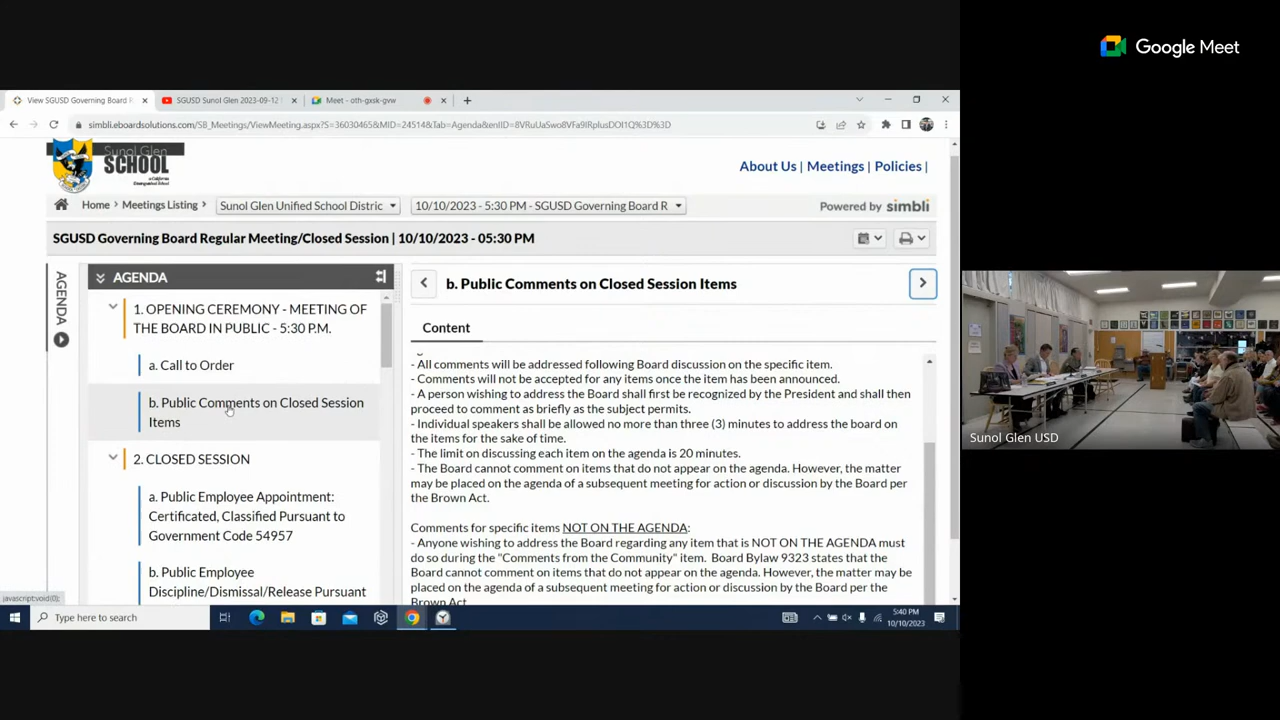 Google Meet
View SGUSD Governing Board R
SGUSD Sunol Glen 2023-09-12
Meet - oth-gxsk-gvw
simbli.eboardsolutions.com/SB_Meetings/ViewMeeting.aspx?S=36030465&MID=24514&Tab=Agenda&enIID=8VRuUaSwo8VFa9IRplusDOI1Q%3D%3D
Sunol Glen
SCHOOL
About Us | Meetings | Policies |
Home > Meetings Listing >
Sunol Glen Unified School Distric
10/10/2023 - 5:30 PM - SGUSD Governing Board R
Powered by simbli
SGUSD Governing Board Regular Meeting/Closed Session | 10/10/2023 - 05:30 PM
AGENDA
AGENDA
1. OPENING CEREMONY - MEETING OF
THE BOARD IN PUBLIC - 5:30 P.M.
a. Call to Order
b. Public Comments on Closed Session
Items
2. CLOSED SESSION
a. Public Employee Appointment:
Certificated, Classified Pursuant to
Government Code 54957
b. Public Employee
Discipline/Dismissal/Release Pursuant
b. Public Comments on Closed Session Items
Content
- All comments will be addressed following Board discussion on the specific item.
- Comments will not be accepted for any items once the item has been announced.
- A person wishing to address the Board shall first be recognized by the President and shall then
proceed to comment as briefly as the subject permits.
- Individual speakers shall be allowed no more than three (3) minutes to address the board on
the items for the sake of time.
- The limit on discussing each item on the agenda is 20 minutes.
- The Board cannot comment on items that do not appear on the agenda. However, the matter
may be placed on the agenda of a subsequent meeting for action or discussion by the Board per
the Brown Act.
Comments for specific items NOT ON THE AGENDA:
- Anyone wishing to address the Board regarding any item that is NOT ON THE AGENDA must
do so during the "Comments from the Community" item. Board Bylaw 9323 states that the
Board cannot comment on items that do not appear on the agenda. However, the matter may be
placed on the agenda of a subsequent meeting for action or discussion by the Board per the
Brown Act
javascript:void(0);
Type here to search
5:40 PM
10/10/2023
Sunol Glen USD